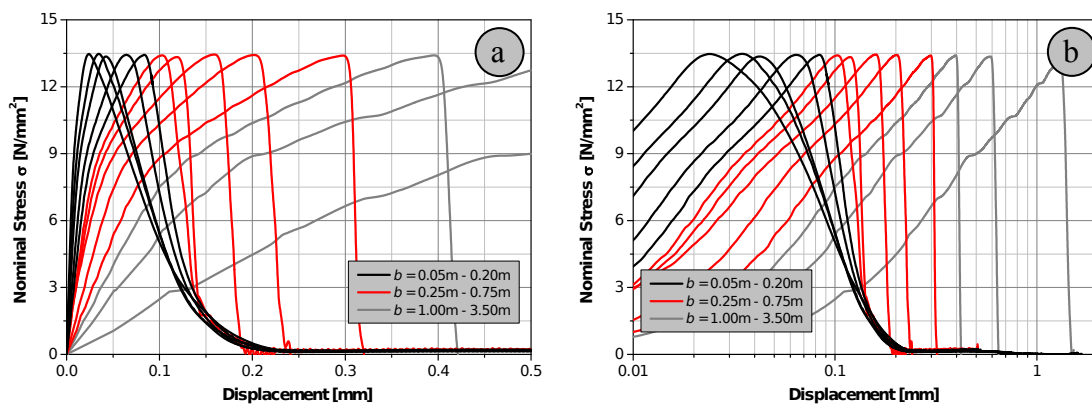 15
12
9
6
3
0
Nominal Stress σ [N/mm²]
a
b = 0.05m - 0.20m
b = 0.25m - 0.75m
b = 1.00m - 3.50m
0.0 0.1 0.2 0.3 0.4 0.5
Displacement [mm]
15
12
9
6
3
0
Nominal Stress σ [N/mm²]
b
b = 0.05m - 0.20m
b = 0.25m - 0.75m
b = 1.00m - 3.50m
0.01 0.1 1
Displacement [mm]